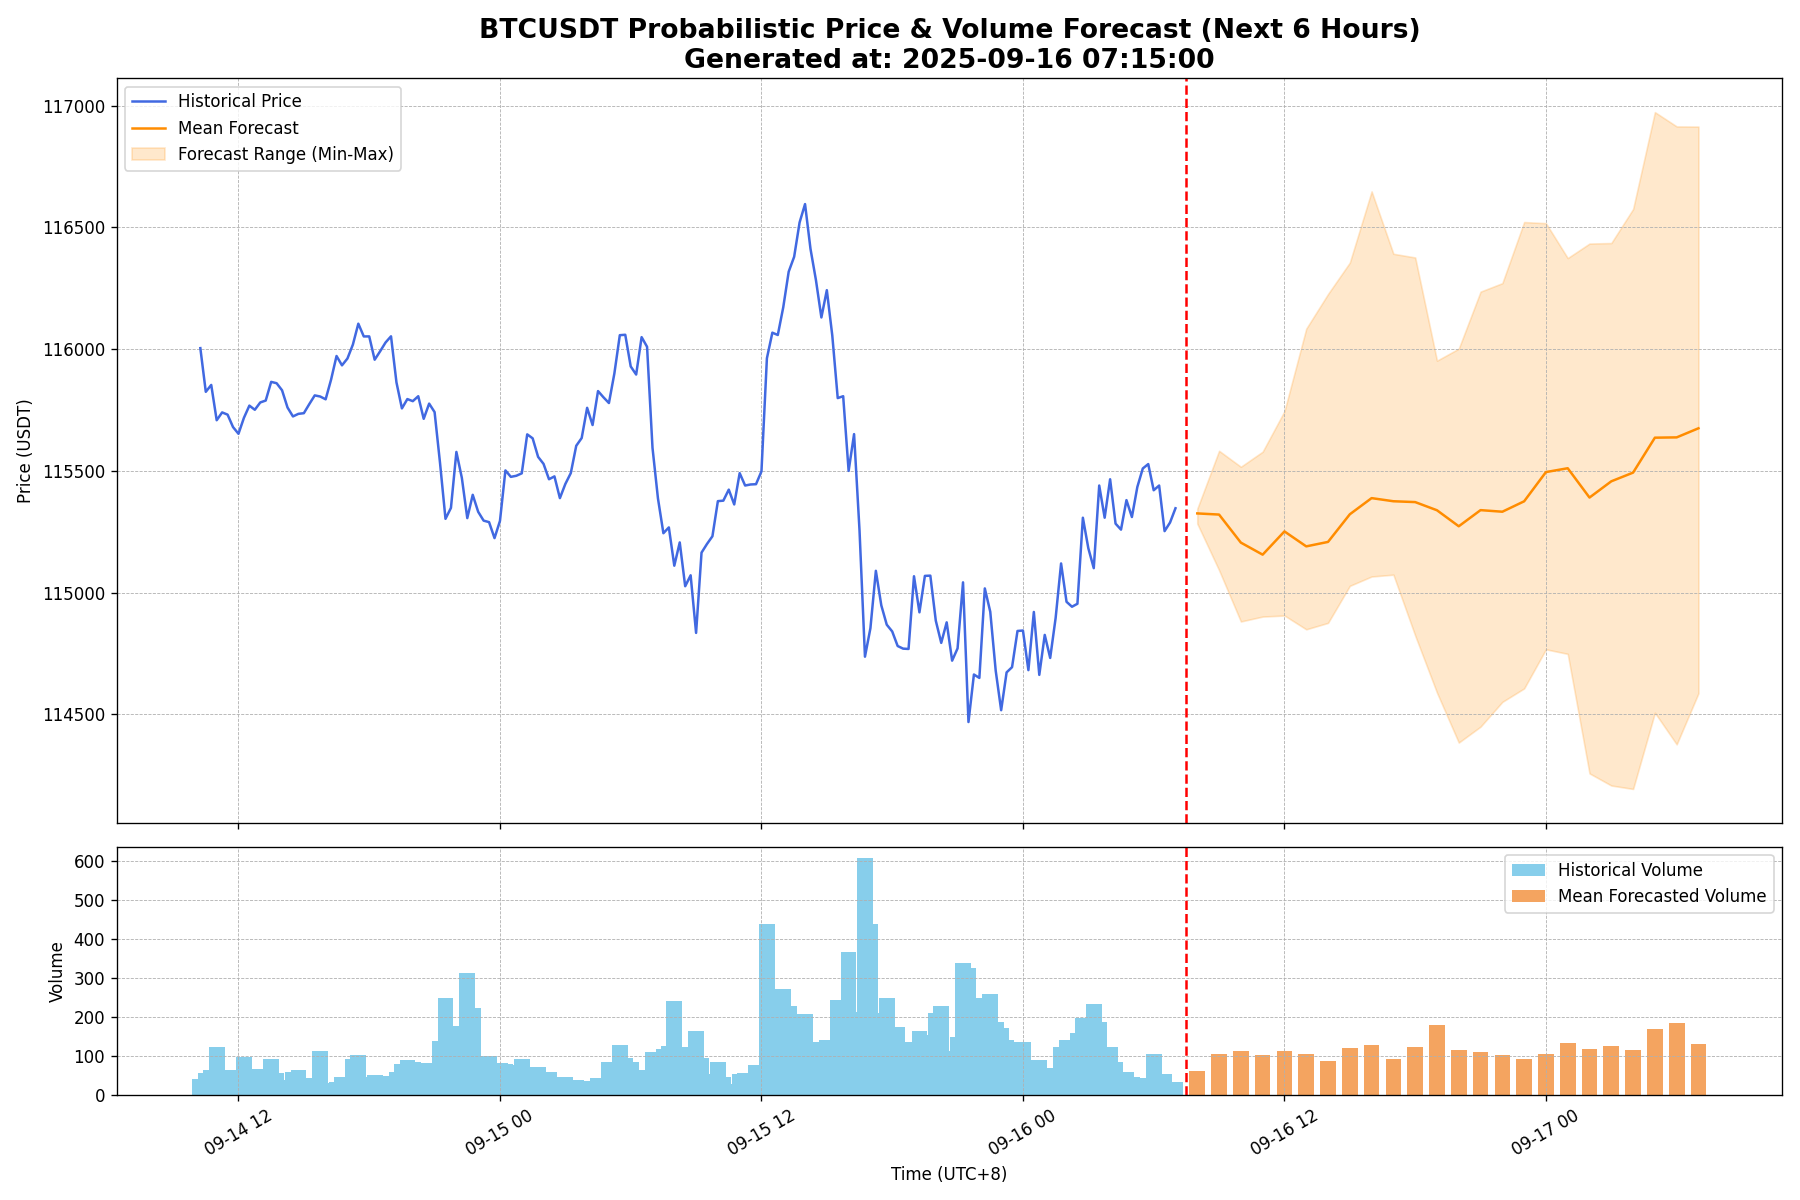 BTCUSDT Probabilistic Price & Volume Forecast (Next 6 Hours)
Generated at: 2025-09-16 07:15:00
Historical Price
Mean Forecast
Forecast Range (Min-Max)
117000
116500
116000
115500
115000
114500
Price (USDT)
Historical Volume
Mean Forecasted Volume
600
500
400
300
200
100
0
Volume
09-14 12
09-15 00
09-15 12
09-16 00
09-16 12
09-17 00
Time (UTC+8)